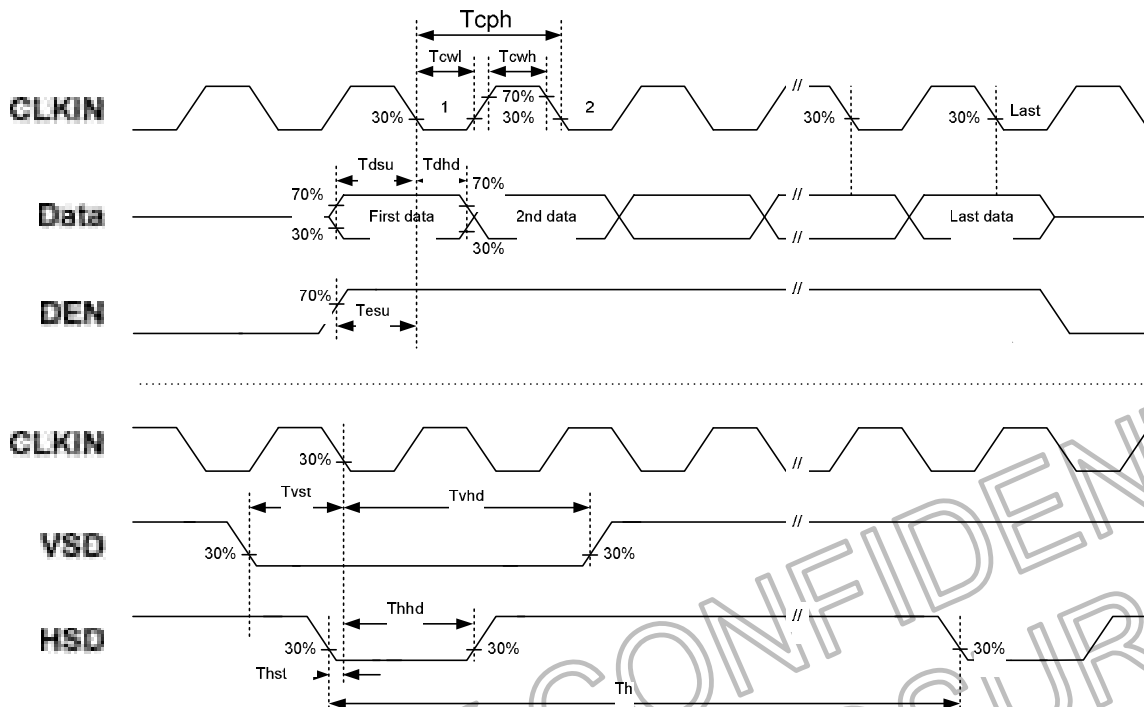 Tcph
Tcwl Tcwh
CLKIN 30% 1 70% 30% 2 // 30% 30% Last
Tdsu Tdhd
70% 70%
Data First data 2nd data // Last data
30% 30% //
DEN 70% //
Tesu
CLKIN 30% //
Tvst Tvhd
VSD 30% 30% //
HSD Thhd //
30% 30% 30%
Thst
Th
CONFIDEN
SUR